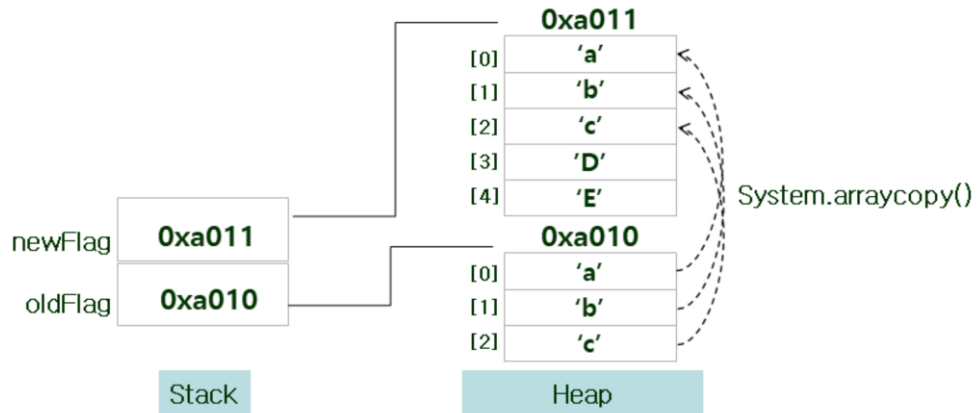 0xa011
[0] ‘a’
[1] ‘b’
[2] ‘c’
[3] ’D’
[4] ‘E’
System.arraycopy()
newFlag 0xa011
0xa010
oldFlag 0xa010
[0] ‘a’
[1] ‘b’
[2] ‘c’
Stack
Heap